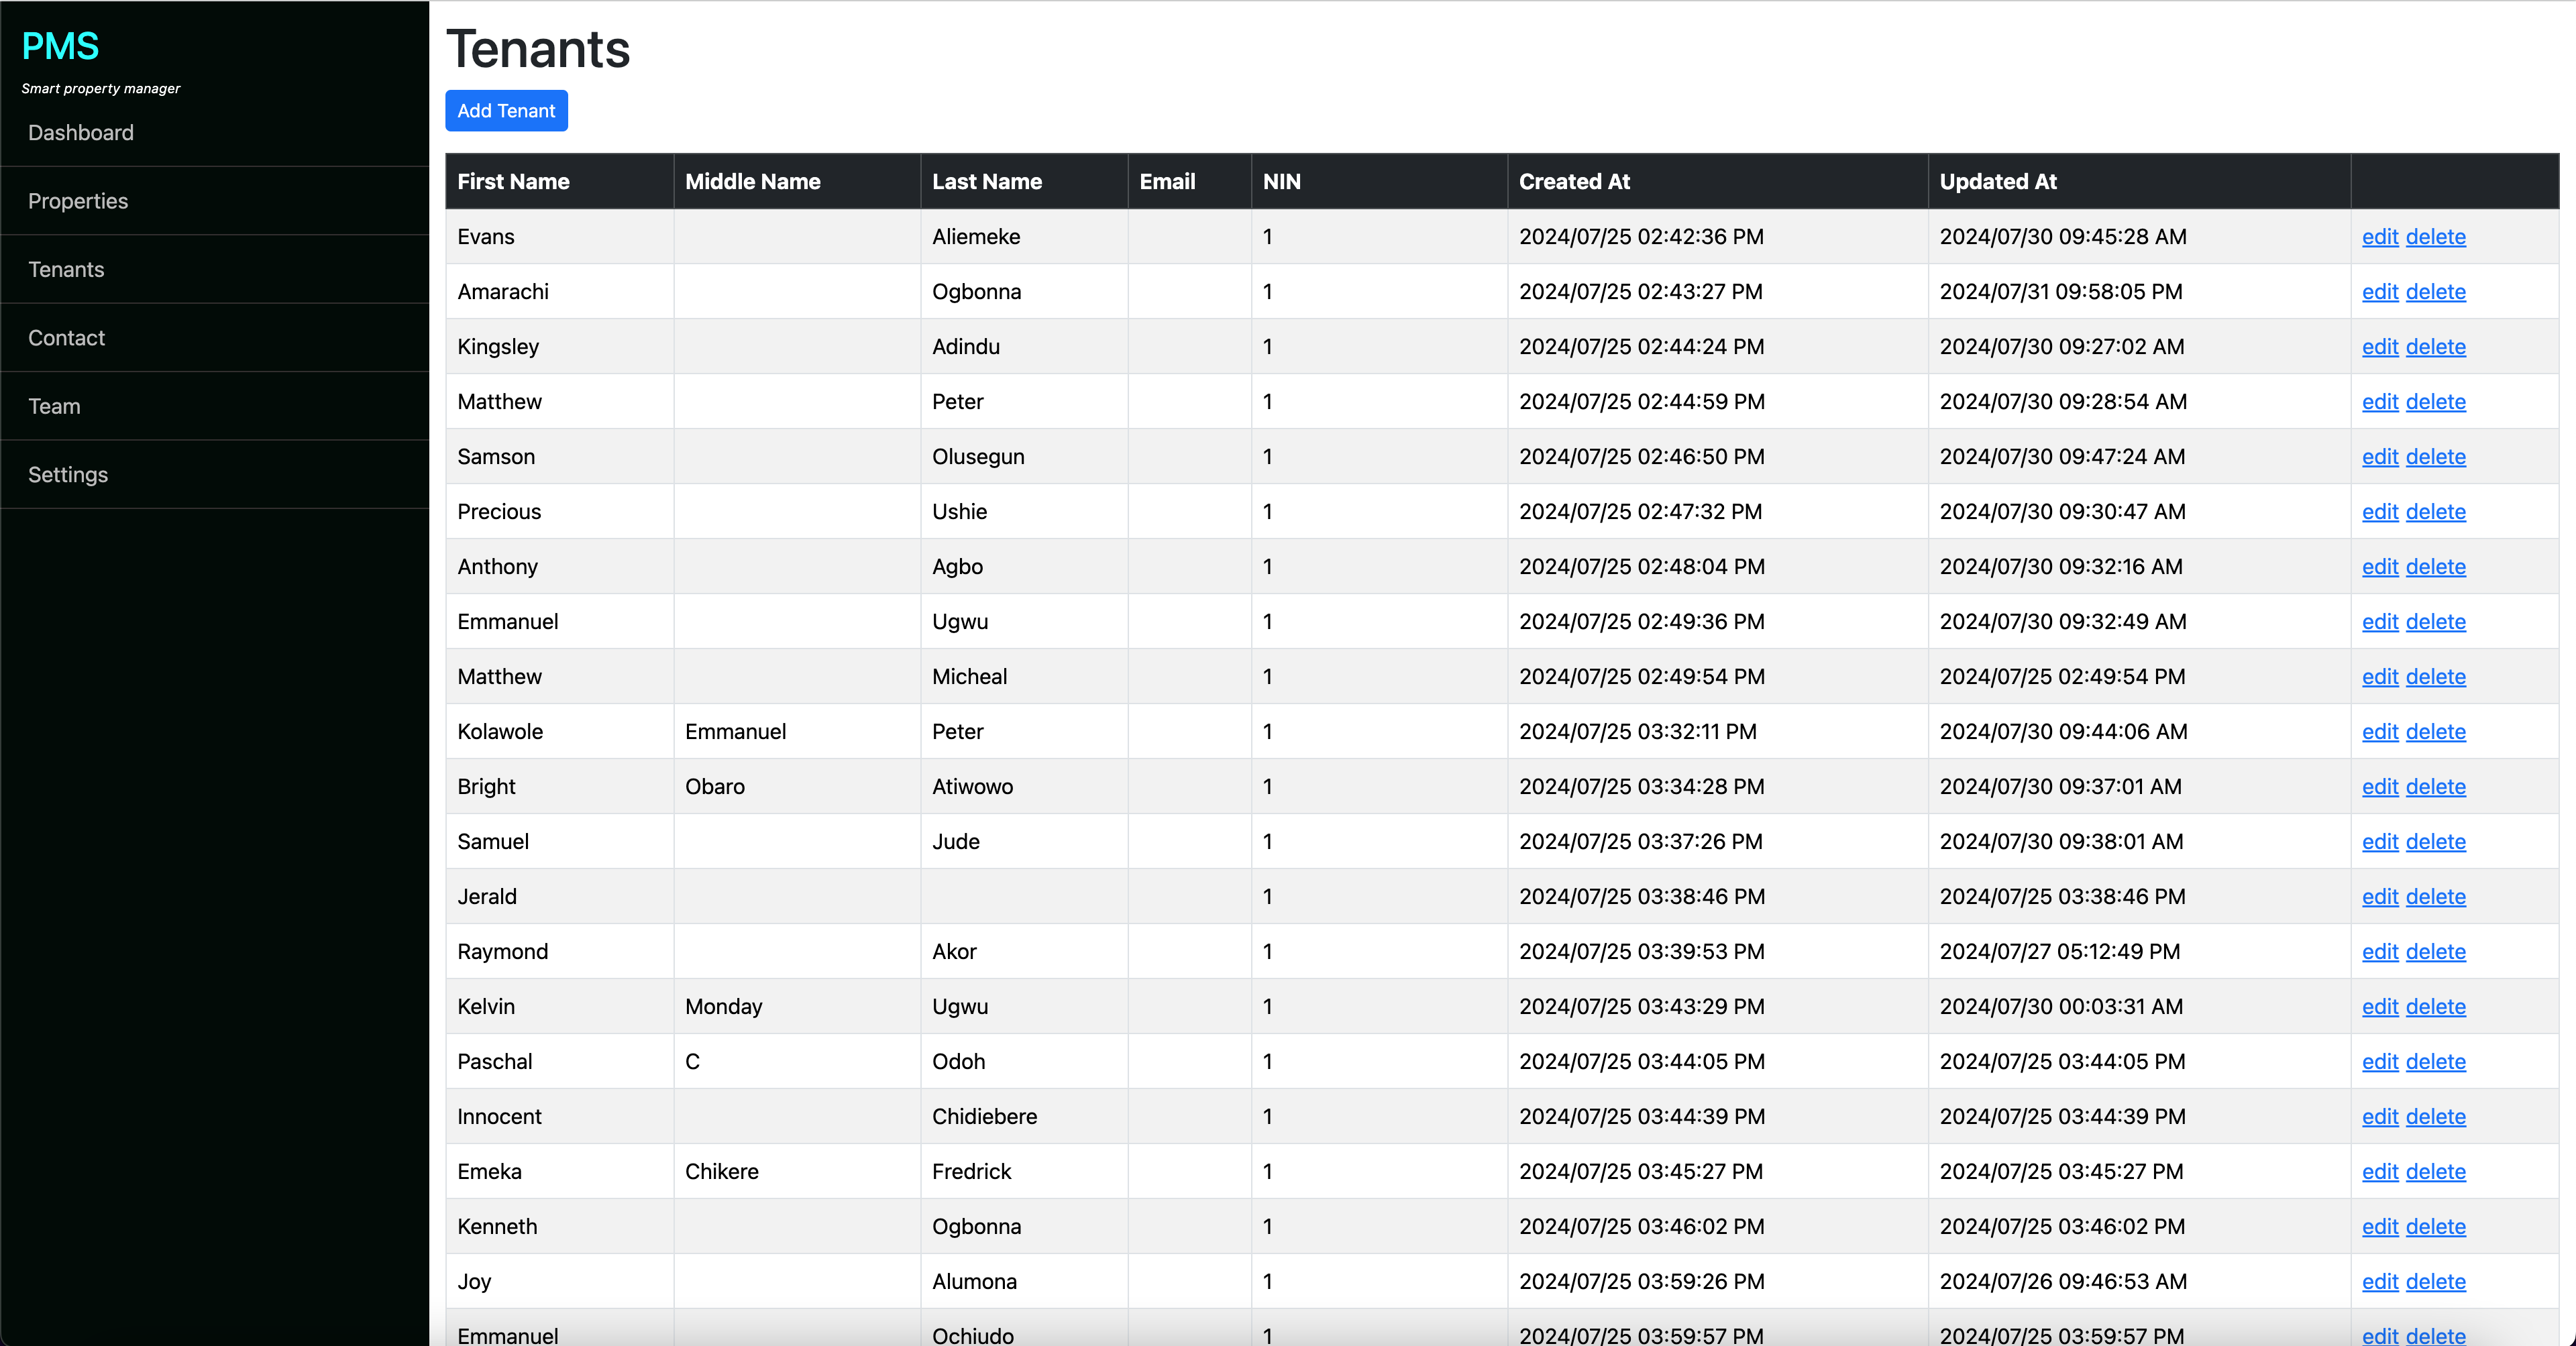 PMS
Smart property manager
Dashboard
Properties
Tenants
Contact
Team
Settings
Tenants
Add Tenant
First Name Middle Name Last Name Email NIN Created At Updated At
Evans Aliemeke 1 2024/07/25 02:42:36 PM 2024/07/30 09:45:28 AM edit delete
Amarachi Ogbonna 1 2024/07/25 02:43:27 PM 2024/07/31 09:58:05 PM edit delete
Kingsley Adindu 1 2024/07/25 02:44:24 PM 2024/07/30 09:27:02 AM edit delete
Matthew Peter 1 2024/07/25 02:44:59 PM 2024/07/30 09:28:54 AM edit delete
Samson Olusegun 1 2024/07/25 02:46:50 PM 2024/07/30 09:47:24 AM edit delete
Precious Ushie 1 2024/07/25 02:47:32 PM 2024/07/30 09:30:47 AM edit delete
Anthony Agbo 1 2024/07/25 02:48:04 PM 2024/07/30 09:32:16 AM edit delete
Emmanuel Ugwu 1 2024/07/25 02:49:36 PM 2024/07/30 09:32:49 AM edit delete
Matthew Micheal 1 2024/07/25 02:49:54 PM 2024/07/25 02:49:54 PM edit delete
Kolawole Emmanuel Peter 1 2024/07/25 03:32:11 PM 2024/07/30 09:44:06 AM edit delete
Bright Obaro Atiwowo 1 2024/07/25 03:34:28 PM 2024/07/30 09:37:01 AM edit delete
Samuel Jude 1 2024/07/25 03:37:26 PM 2024/07/30 09:38:01 AM edit delete
Jerald 1 2024/07/25 03:38:46 PM 2024/07/25 03:38:46 PM edit delete
Raymond Akor 1 2024/07/25 03:39:53 PM 2024/07/27 05:12:49 PM edit delete
Kelvin Monday Ugwu 1 2024/07/25 03:43:29 PM 2024/07/30 00:03:31 AM edit delete
Paschal C Odoh 1 2024/07/25 03:44:05 PM 2024/07/25 03:44:05 PM edit delete
Innocent Chidiebere 1 2024/07/25 03:44:39 PM 2024/07/25 03:44:39 PM edit delete
Emeka Chikere Fredrick 1 2024/07/25 03:45:27 PM 2024/07/25 03:45:27 PM edit delete
Kenneth Ogbonna 1 2024/07/25 03:46:02 PM 2024/07/25 03:46:02 PM edit delete
Joy Alumona 1 2024/07/25 03:59:26 PM 2024/07/26 09:46:53 AM edit delete
Emmanuel Ochiudo 1 2024/07/25 03:59:57 PM 2024/07/25 03:59:57 PM edit delete